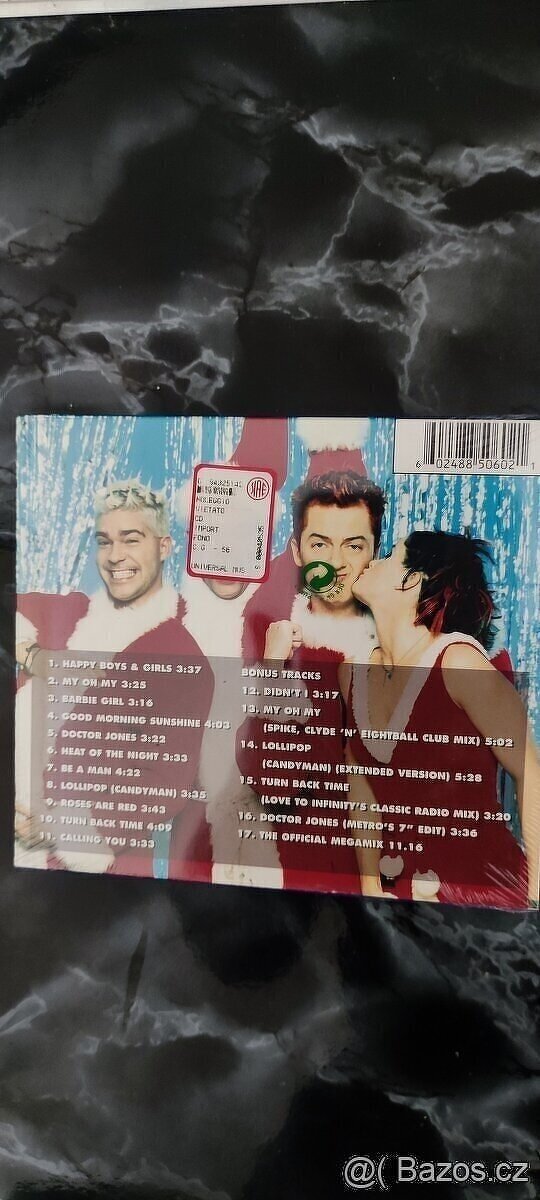 6 02488 50602 1
NOLEGGIO
VIETATO
CD
IMPORT
FONO
S.G - 56
UNIVERSAL MUS
1. HAPPY BOYS & GIRLS 3:37
2. MY OH MY 3:25
3. BARBIE GIRL 3:16
4. GOOD MORNING SUNSHINE 4:03
5. DOCTOR JONES 3:22
6. HEAT OF THE NIGHT 3:33
7. BE A MAN 4:22
8. LOLLIPOP (CANDYMAN) 3:35
9. ROSES ARE RED 3:43
10. TURN BACK TIME 4:09
11. CALLING YOU 3:33
BONUS TRACKS
12. DIDN'T I 3:17
13. MY OH MY
(SPIKE, CLYDE 'N' EIGHTBALL CLUB MIX) 5:02
14. LOLLIPOP
(CANDYMAN) (EXTENDED VERSION) 5:28
15. TURN BACK TIME
(LOVE TO INFINITY'S CLASSIC RADIO MIX) 3:20
16. DOCTOR JONES (METRO'S 7" EDIT) 3:36
17. THE OFFICIAL MEGAMIX 11.16
@( Bazos.cz